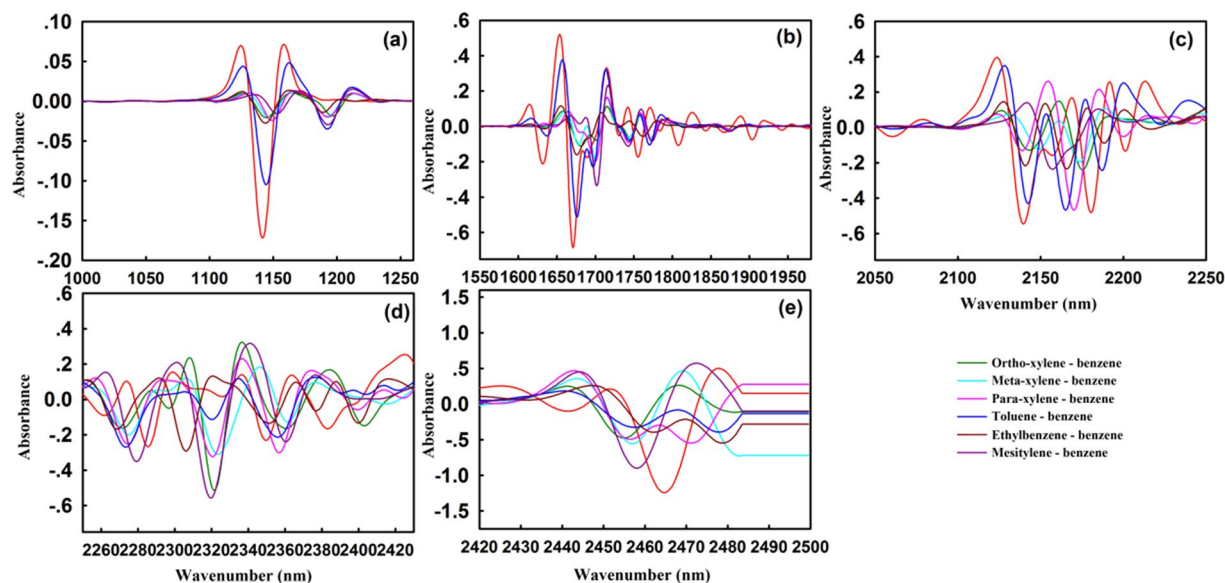 .10
(a)
0.05
0.00
-.05
-.10
-.15
-.20
Absorbance
1000 1050 1100 1150 1200 1250
.6
(b)
.4
.2
0.0
-.2
-.4
-.6
Absorbance
1550 1600 1650 1700 1750 1800 1850 1900 1950
.6
(c)
.4
.2
0.0
-.2
-.4
-.6
Absorbance
2050 2100 2150 2200 2250
Wavenumber (nm)
.6
(d)
.4
.2
0.0
-.2
-.4
-.6
Absorbance
2260 2280 2300 2320 2340 2360 2380 2400 2420
Wavenumber (nm)
1.5
(e)
1.0
0.5
0.0
-0.5
-1.0
-1.5
Absorbance
2420 2430 2440 2450 2460 2470 2480 2490 2500
Wavenumber (nm)
Ortho-xylene - benzene
Meta-xylene - benzene
Para-xylene - benzene
Toluene - benzene
Ethylbenzene - benzene
Mesitylene - benzene